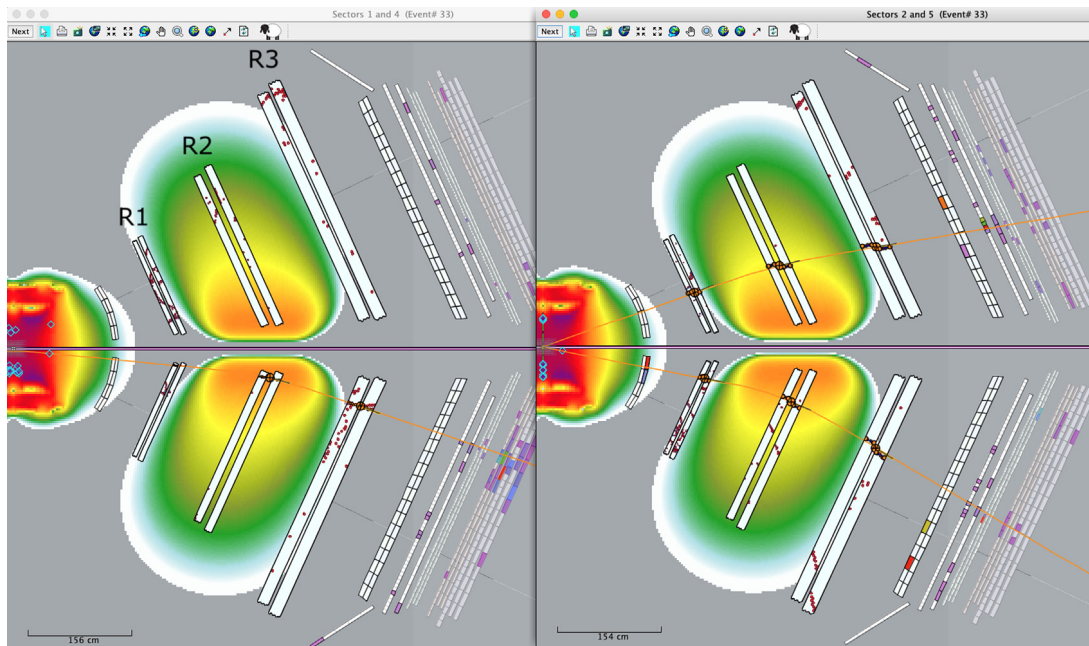 Sectors 1 and 4 (Event# 33)
Sectors 2 and 5 (Event# 33)
Next
Next
R3
R2
R1
156 cm
154 cm